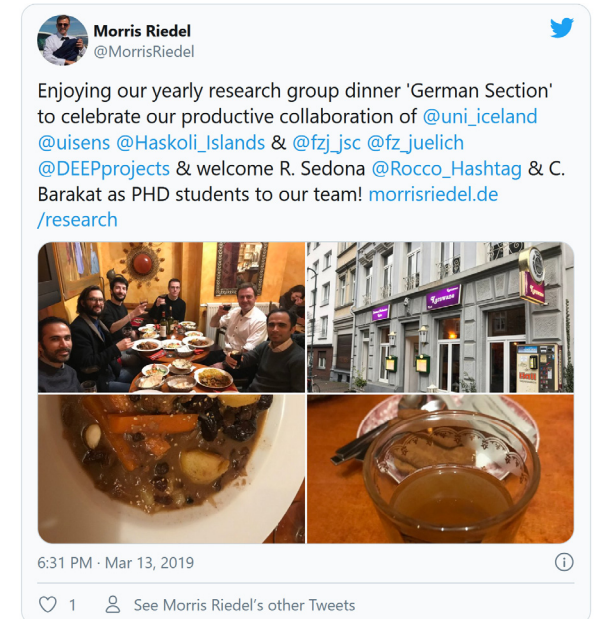 Morris Riedel
@MorrisRiedel
Enjoying our yearly research group dinner 'German Section'
to celebrate our productive collaboration of @uni_iceland
@uisens @Haskoli_Islands & @fzj_jsc @fz_juelich
@DEEPprojects & welcome R. Sedona @Rocco_Hashtag & C.
Barakat as PHD students to our team! morrisriedel.de
/research
6:31 PM · Mar 13, 2019
1
See Morris Riedel's other Tweets